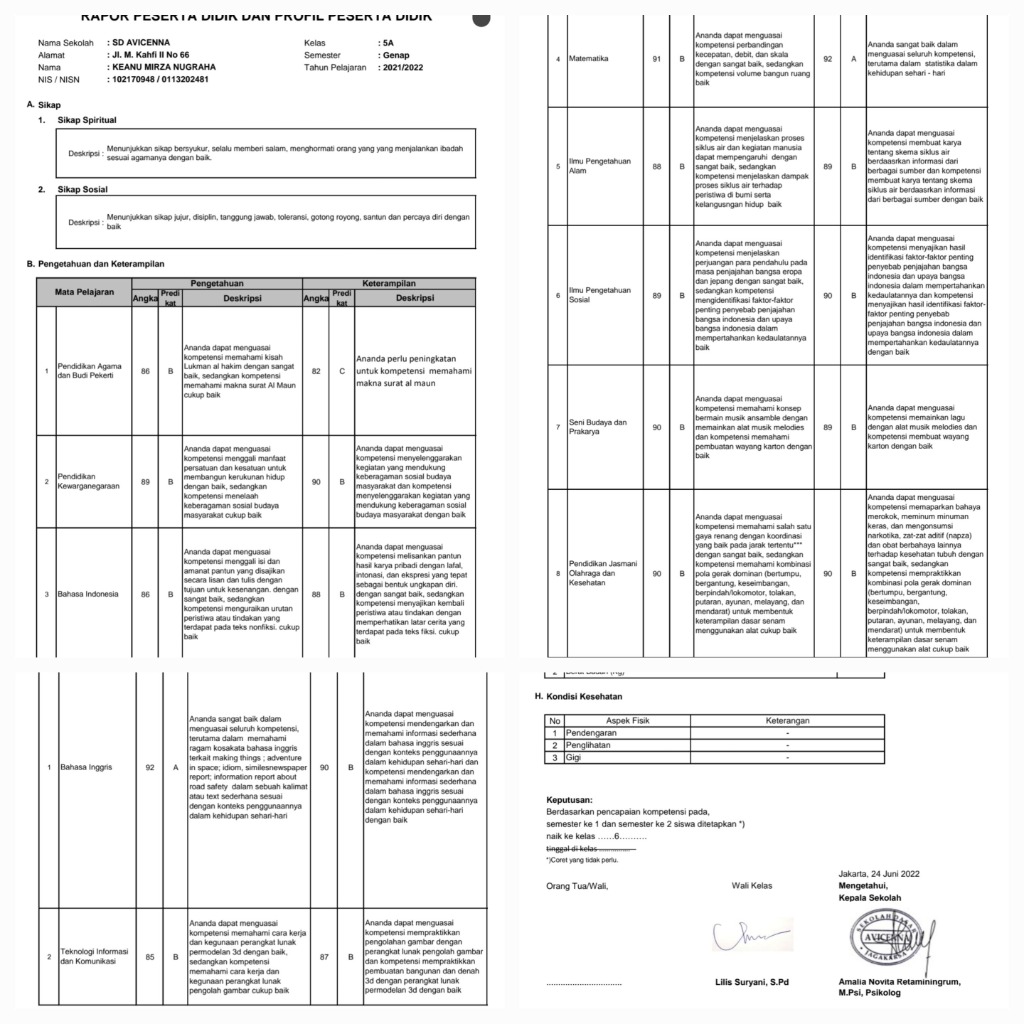 RAPOR PESERTA DIDIK DAN PROFIL PESERTA DIDIK
Nama Sekolah : SD AVICENNA
Alamat : Jl. M. Kahfi II No 66
Nama : KEANU MIRZA NUGRAHA
NIS / NISN : 102170948 / 0113202481
Kelas : 5A
Semester : Genap
Tahun Pelajaran : 2021/2022
A. Sikap
1. Sikap Spiritual
Deskripsi : Menunjukkan sikap bersyukur, selalu memberi salam, menghormati orang yang yang menjalankan ibadah
sesuai agamanya dengan baik.
2. Sikap Sosial
Deskripsi : Menunjukkan sikap jujur, disiplin, tanggung jawab, toleransi, gotong royong, santun dan percaya diri dengan
baik
B. Pengetahuan dan Keterampilan
Mata Pelajaran
Pengetahuan
Keterampilan
Angka
Predi
kat
Deskripsi
Angka
Predi
kat
Deskripsi
1
Pendidikan Agama
dan Budi Pekerti
86
B
Ananda dapat menguasai
kompetensi memahami kisah
Lukman al hakim dengan sangat
baik, sedangkan kompetensi
memahami makna surat Al Maun
cukup baik
82
C
Ananda perlu peningkatan
untuk kompetensi memahami
makna surat al maun
2
Pendidikan
Kewarganegaraan
89
B
Ananda dapat menguasai
kompetensi menggali manfaat
persatuan dan kesatuan untuk
membangun kerukunan hidup
dengan baik, sedangkan
kompetensi menelaah
keberagaman sosial budaya
masyarakat cukup baik
90
B
Ananda dapat menguasai
kompetensi menyelenggarakan
kegiatan yang mendukung
keberagaman sosial budaya
masyarakat dan kompetensi
menyelenggarakan kegiatan yang
mendukung keberagaman sosial
budaya masyarakat dengan baik
3
Bahasa Indonesia
86
B
Ananda dapat menguasai
kompetensi menggali isi dan
amanat pantun yang disajikan
secara lisan dan tulis dengan
tujuan untuk kesenangan. dengan
sangat baik, sedangkan
kompetensi menguraikan urutan
peristiwa atau tindakan yang
terdapat pada teks nonfiksi. cukup
baik
88
B
Ananda dapat menguasai
kompetensi melisankan pantun
hasil karya pribadi dengan lafal,
intonasi, dan ekspresi yang tepat
sebagai bentuk ungkapan diri.
dengan sangat baik, sedangkan
kompetensi menyajikan kembali
peristiwa atau tindakan dengan
memperhatikan latar cerita yang
terdapat pada teks fiksi. cukup
baik
4
Matematika
91
B
Ananda dapat menguasai
kompetensi perbandingan
kecepatan, debit, dan skala
dengan sangat baik, sedangkan
kompetensi volume bangun ruang
baik
92
A
Ananda sangat baik dalam
menguasai seluruh kompetensi,
terutama dalam statistika dalam
kehidupan sehari - hari
5
Ilmu Pengetahuan
Alam
88
B
Ananda dapat menguasai
kompetensi menjelaskan proses
siklus air dan kegiatan manusia
dapat mempengaruhi dengan
sangat baik, sedangkan
kompetensi menjelaskan dampak
proses siklus air terhadap
peristiwa di bumi serta
kelangusngan hidup baik
89
B
Ananda dapat menguasai
kompetensi membuat karya
tentang skema siklus air
berdaasrkan informasi dari
berbagai sumber dan kompetensi
membuat karya tentang skema
siklus air berdaasrkan informasi
dari berbagai sumber dengan baik
6
Ilmu Pengetahuan
Sosial
89
B
Ananda dapat menguasai
kompetensi menjelaskan
perjuangan para pendahulu pada
masa penjajahan bangsa eropa
dan jepang dengan sangat baik,
sedangkan kompetensi
mengidentifikasi faktor-faktor
penting penyebab penjajahan
bangsa indonesia dan upaya
bangsa indonesia dalam
mempertahankan kedaulatannya
baik
90
B
Ananda dapat menguasai
kompetensi menyajikan hasil
identifikasi faktor-faktor penting
penyebab penjajahan bangsa
indonesia dan upaya bangsa
indonesia dalam mempertahankan
kedaulatannya dan kompetensi
menyajikan hasil identifikasi faktor-
faktor penting penyebab
penjajahan bangsa indonesia dan
upaya bangsa indonesia dalam
mempertahankan kedaulatannya
dengan baik
7
Seni Budaya dan
Prakarya
90
B
Ananda dapat menguasai
kompetensi memahami konsep
bermain musik ansamble dengan
memainkan alat musik melodies
dan kompetensi memahami
pembuatan wayang karton dengan
baik
89
B
Ananda dapat menguasai
kompetensi memainkan lagu
dengan alat musik melodies dan
kompetensi membuat wayang
karton dengan baik
8
Pendidikan Jasmani
Olahraga dan
Kesehatan
90
B
Ananda dapat menguasai
kompetensi memahami salah satu
gaya renang dengan koordinasi
yang baik pada jarak tertentu***
dengan sangat baik, sedangkan
kompetensi memahami kombinasi
pola gerak dominan (bertumpu,
bergantung, keseimbangan,
berpindah/lokomotor, tolakan,
putaran, ayunan, melayang, dan
mendarat) untuk membentuk
keterampilan dasar senam
menggunakan alat cukup baik
90
B
Ananda dapat menguasai
kompetensi memaparkan bahaya
merokok, meminum minuman
keras, dan mengonsumsi
narkotika, zat-zat aditif (napza)
dan obat berbahaya lainnya
terhadap kesehatan tubuh dengan
sangat baik, sedangkan
kompetensi mempraktikkan
kombinasi pola gerak dominan
(bertumpu, bergantung,
keseimbangan,
berpindah/lokomotor, tolakan,
putaran, ayunan, melayang, dan
mendarat) untuk membentuk
keterampilan dasar senam
menggunakan alat cukup baik
1
Bahasa Inggris
92
A
Ananda sangat baik dalam
menguasai seluruh kompetensi,
terutama dalam memahami
ragam kosakata bahasa inggris
terkait making things ; adventure
in space; idiom, similesnewspaper
report; information report about
road safety dalam sebuah kalimat
atau text sederhana sesuai
dengan konteks penggunaannya
dalam kehidupan sehari-hari
90
B
Ananda dapat menguasai
kompetensi mendengarkan dan
memahami informasi sederhana
dalam bahasa inggris sesuai
dengan konteks penggunaannya
dalam kehidupan sehari-hari dan
kompetensi mendengarkan dan
memahami informasi sederhana
dalam bahasa inggris sesuai
dengan konteks penggunaannya
dalam kehidupan sehari-hari
dengan baik
2
Teknologi Informasi
dan Komunikasi
85
B
Ananda dapat menguasai
kompetensi memahami cara kerja
dan kegunaan perangkat lunak
permodelan 3d dengan baik,
sedangkan kompetensi
memahami cara kerja dan
kegunaan perangkat lunak
pengolah gambar cukup baik
87
B
Ananda dapat menguasai
kompetensi mempraktikkan
pengolahan gambar dengan
perangkat lunak pengolah gambar
dan kompetensi mempraktikkan
pembuatan bangunan dan denah
3d dengan perangkat lunak
permodelan 3d dengan baik
2 Berat Badan (Kg)
H. Kondisi Kesehatan
No Aspek Fisik Keterangan
1 Pendengaran -
2 Penglihatan -
3 Gigi -
Keputusan:
Berdasarkan pencapaian kompetensi pada,
semester ke 1 dan semester ke 2 siswa ditetapkan *)
naik ke kelas ……6……….
tinggal di kelas ...............
*)Coret yang tidak perlu.
Jakarta, 24 Juni 2022
Orang Tua/Wali,
Wali Kelas
Mengetahui,
Kepala Sekolah
SEKOLAH DASAR
AVICENNA
JAGAKARSA
..............................
Lilis Suryani, S.Pd
Amalia Novita Retaminingrum,
M.Psi, Psikolog